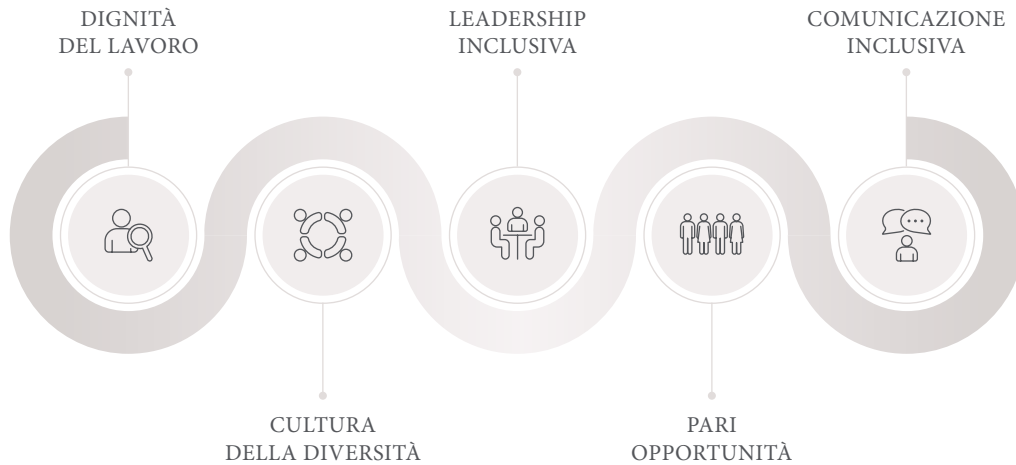 DIGNITÀ
DEL LAVORO
LEADERSHIP
INCLUSIVA
COMUNICAZIONE
INCLUSIVA
CULTURA
DELLA DIVERSITÀ
PARI
OPPORTUNITÀ